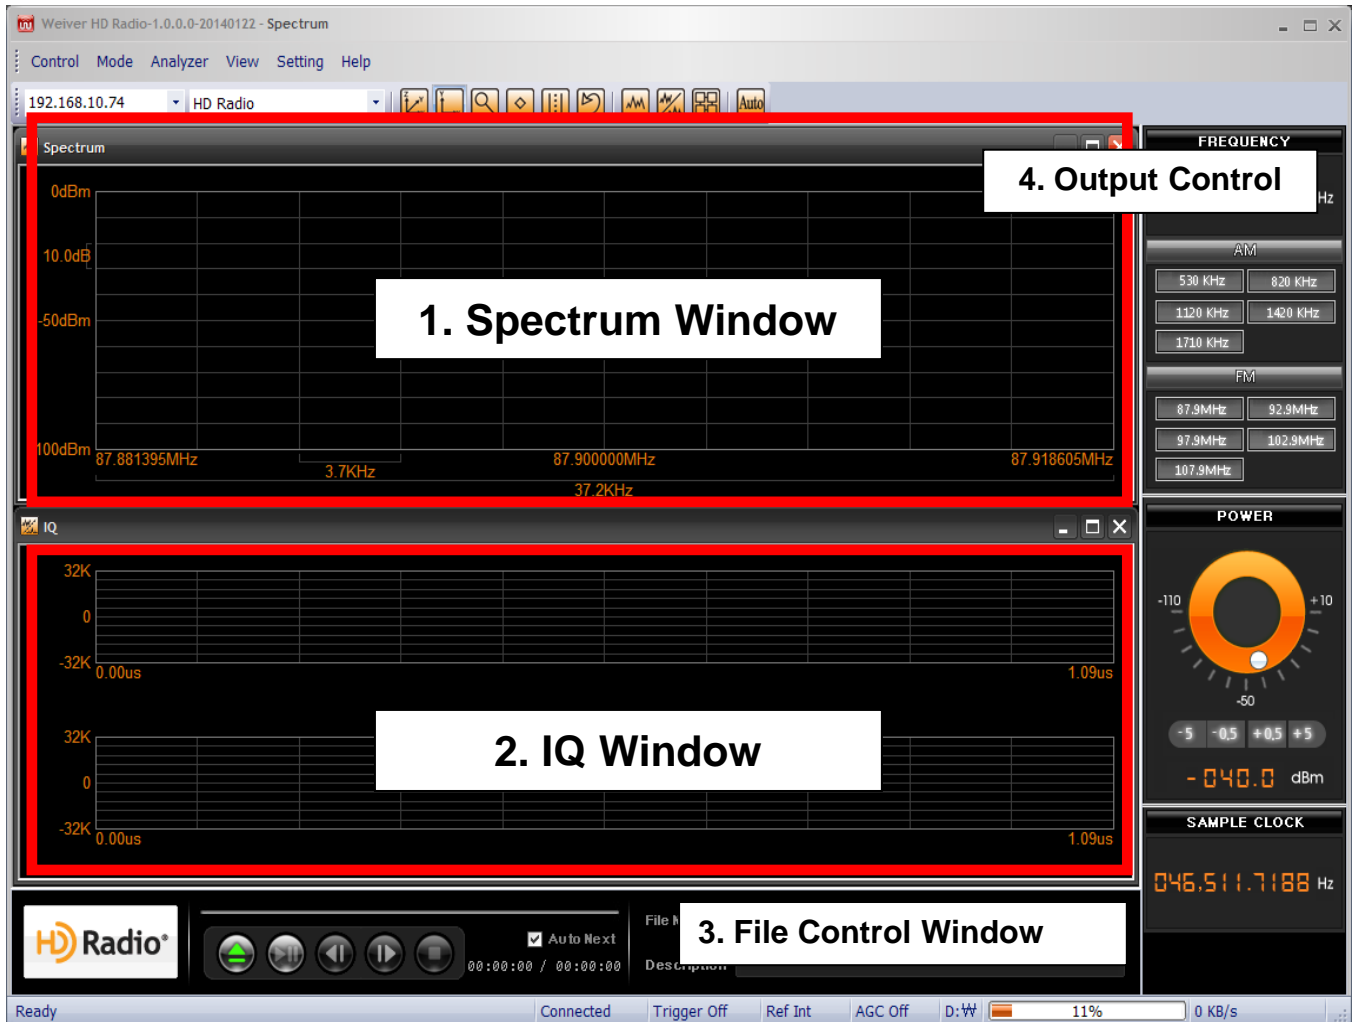 Weiver HD Radio-1.0.0.0-20140122 - Spectrum
Control Mode Analyzer View Setting Help
192.168.10.74 HD Radio Auto
Spectrum
0dBm
10.0dB
-50dBm
100dBm
87.881395MHz 87.900000MHz 87.918605MHz
3.7KHz
37.2KHz
1. Spectrum Window
IQ
32K
0
-32K
0.00us 1.09us
32K
0
-32K
0.00us 1.09us
2. IQ Window
FREQUENCY
4. Output Control
Hz
AM
530 KHz 820 KHz
1120 KHz 1420 KHz
1710 KHz
FM
87.9MHz 92.9MHz
97.9MHz 102.9MHz
107.9MHz
POWER
-110 +10
-50
-5 -0,5 +0,5 +5
-040.0 dBm
SAMPLE CLOCK
046,511.7188 Hz
HD Radio®
Auto Next
00:00:00 / 00:00:00
File
3. File Control Window
Description
Ready Connected Trigger Off Ref Int AGC Off D:₩ 11% 0 KB/s